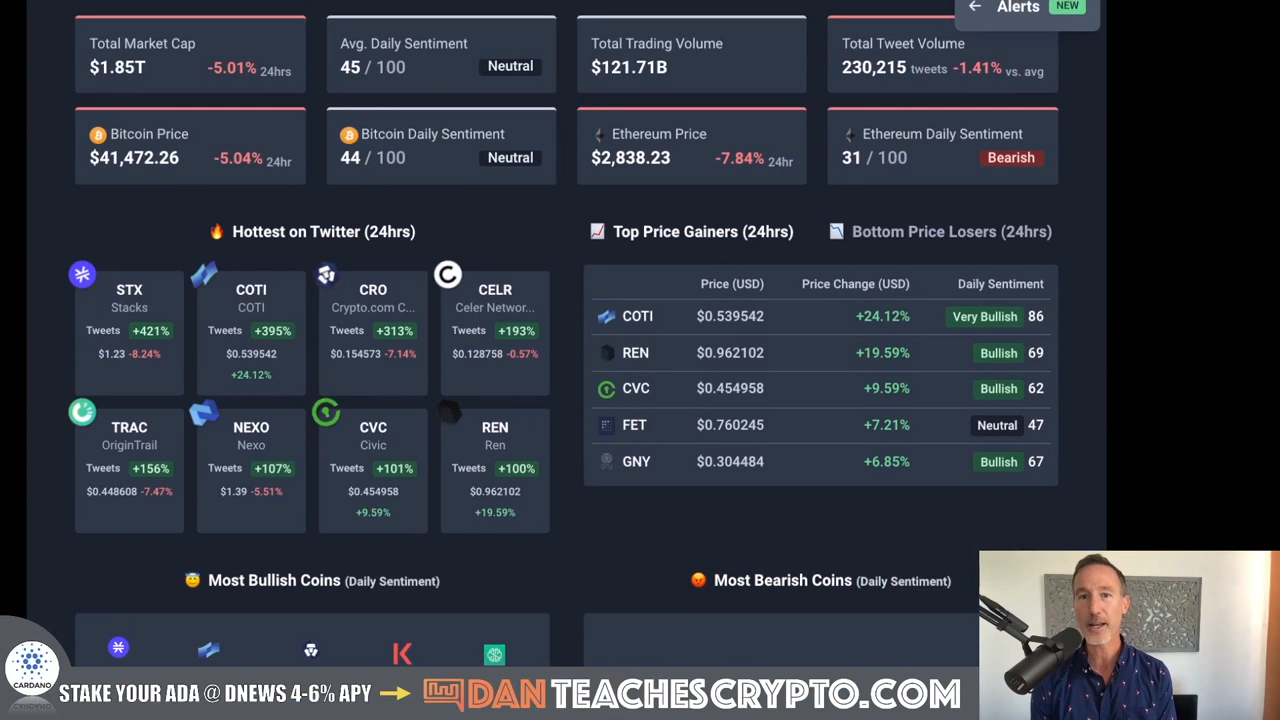 Alerts NEW
Total Market Cap
$1.85T -5.01% 24hrs
Avg. Daily Sentiment
45 / 100 Neutral
Total Trading Volume
$121.71B
Total Tweet Volume
230,215 tweets -1.41% vs. avg
Bitcoin Price
$41,472.26 -5.04% 24hr
Bitcoin Daily Sentiment
44 / 100 Neutral
Ethereum Price
$2,838.23 -7.84% 24hr
Ethereum Daily Sentiment
31 / 100 Bearish
Hottest on Twitter (24hrs)
STX
Stacks
Tweets +421%
$1.23 -8.24%
COTI
COTI
Tweets +395%
$0.539542
+24.12%
CRO
Crypto.com C...
Tweets +313%
$0.154573 -7.14%
CELR
Celer Networ...
Tweets +193%
$0.128758 -0.57%
TRAC
OriginTrail
Tweets +156%
$0.448608 -7.47%
NEXO
Nexo
Tweets +107%
$1.39 -5.51%
CVC
Civic
Tweets +101%
$0.454958
+9.59%
REN
Ren
Tweets +100%
$0.962102
+19.59%
Top Price Gainers (24hrs) Bottom Price Losers (24hrs)
Price (USD) Price Change (USD) Daily Sentiment
COTI $0.539542 +24.12% Very Bullish 86
REN $0.962102 +19.59% Bullish 69
CVC $0.454958 +9.59% Bullish 62
FET $0.760245 +7.21% Neutral 47
GNY $0.304484 +6.85% Bullish 67
Most Bullish Coins (Daily Sentiment)
Most Bearish Coins (Daily Sentiment)
CARDANO
STAKE YOUR ADA @ DNEWS 4-6% APY
DANTEACHESCRYPTO.COM